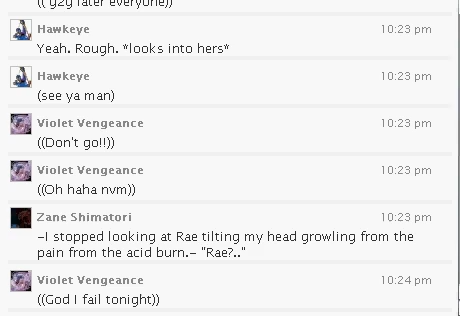 (( g2g later everyone))
Hawkeye 10:23 pm
Yeah. Rough. *looks into hers*
Hawkeye 10:23 pm
(see ya man)
Violet Vengeance 10:23 pm
((Don't go!!))
Violet Vengeance 10:23 pm
((Oh haha nvm))
Zane Shimatori 10:23 pm
-I stopped looking at Rae tilting my head growling from the
pain from the acid burn.- "Rae?.."
Violet Vengeance 10:24 pm
((God I fail tonight))